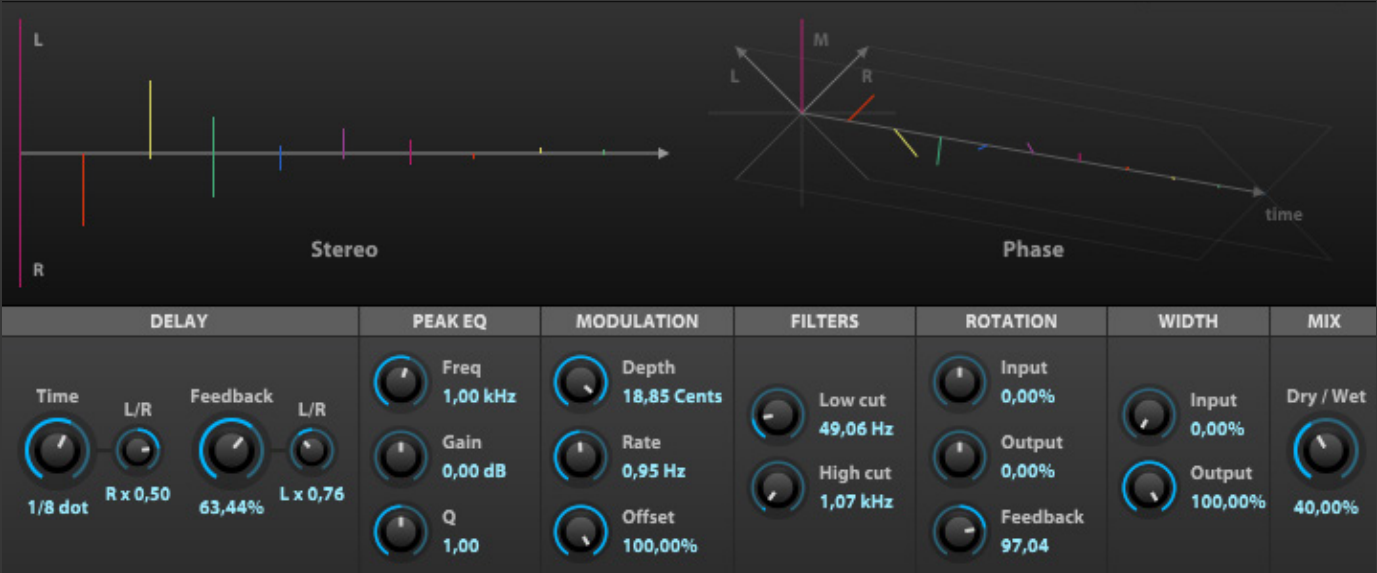 L
R
Stereo
M
L
R
time
Phase
DELAY
PEAK EQ
MODULATION
FILTERS
ROTATION
WIDTH
MIX
Time
L/R
Feedback
L/R
1/8 dot
R x 0,50
63,44%
L x 0,76
Freq
1,00 kHz
Gain
0,00 dB
Q
1,00
Depth
18,85 Cents
Rate
0,95 Hz
Offset
100,00%
Low cut
49,06 Hz
High cut
1,07 kHz
Input
0,00%
Output
0,00%
Feedback
97,04
Input
0,00%
Output
100,00%
Dry / Wet
40,00%